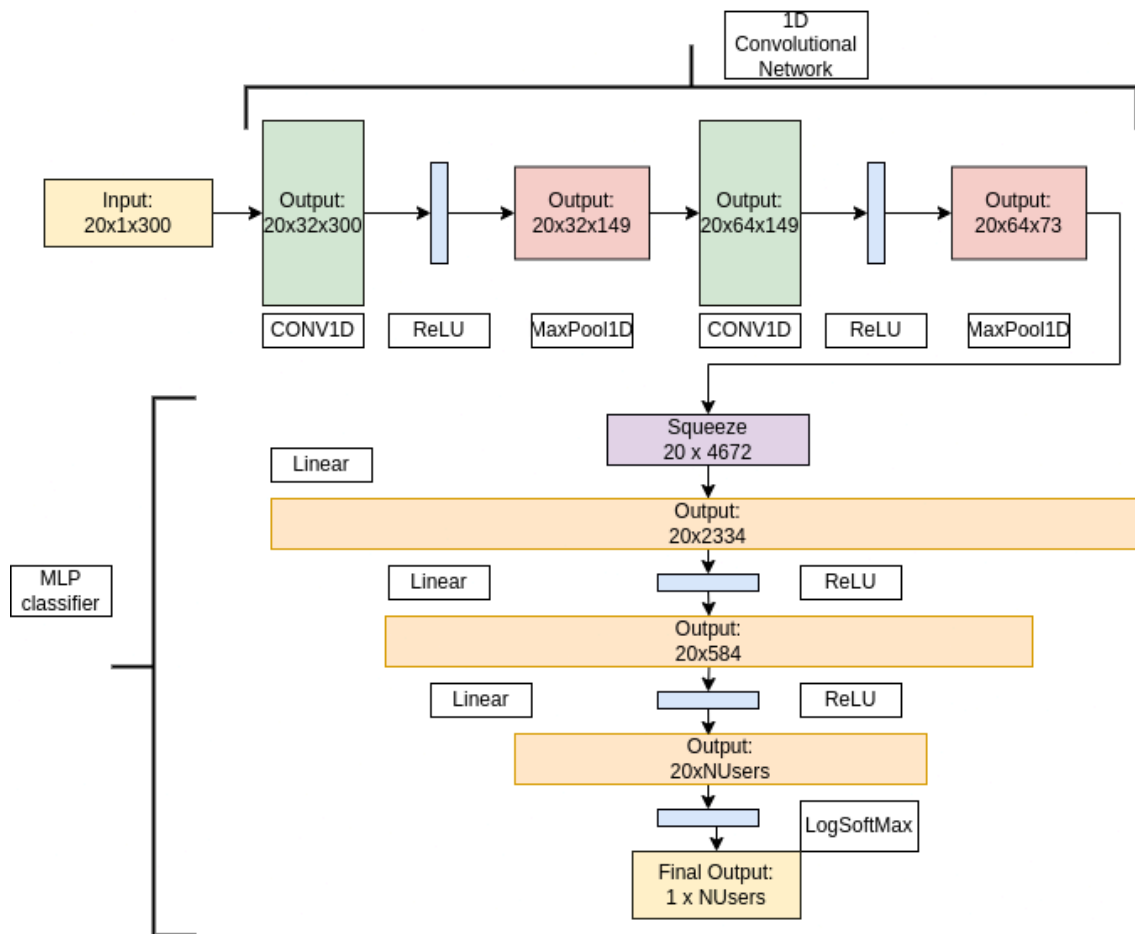 1D
Convolutional
Network
Input:
20x1x300
Output:
20x32x300
Output:
20x32x149
Output:
20x64x149
Output:
20x64x73
CONV1D
ReLU
MaxPool1D
CONV1D
ReLU
MaxPool1D
Squeeze
20 x 4672
Linear
Output:
20x2334
MLP
classifier
Linear
ReLU
Output:
20x584
Linear
ReLU
Output:
20xNUsers
LogSoftMax
Final Output:
1 x NUsers